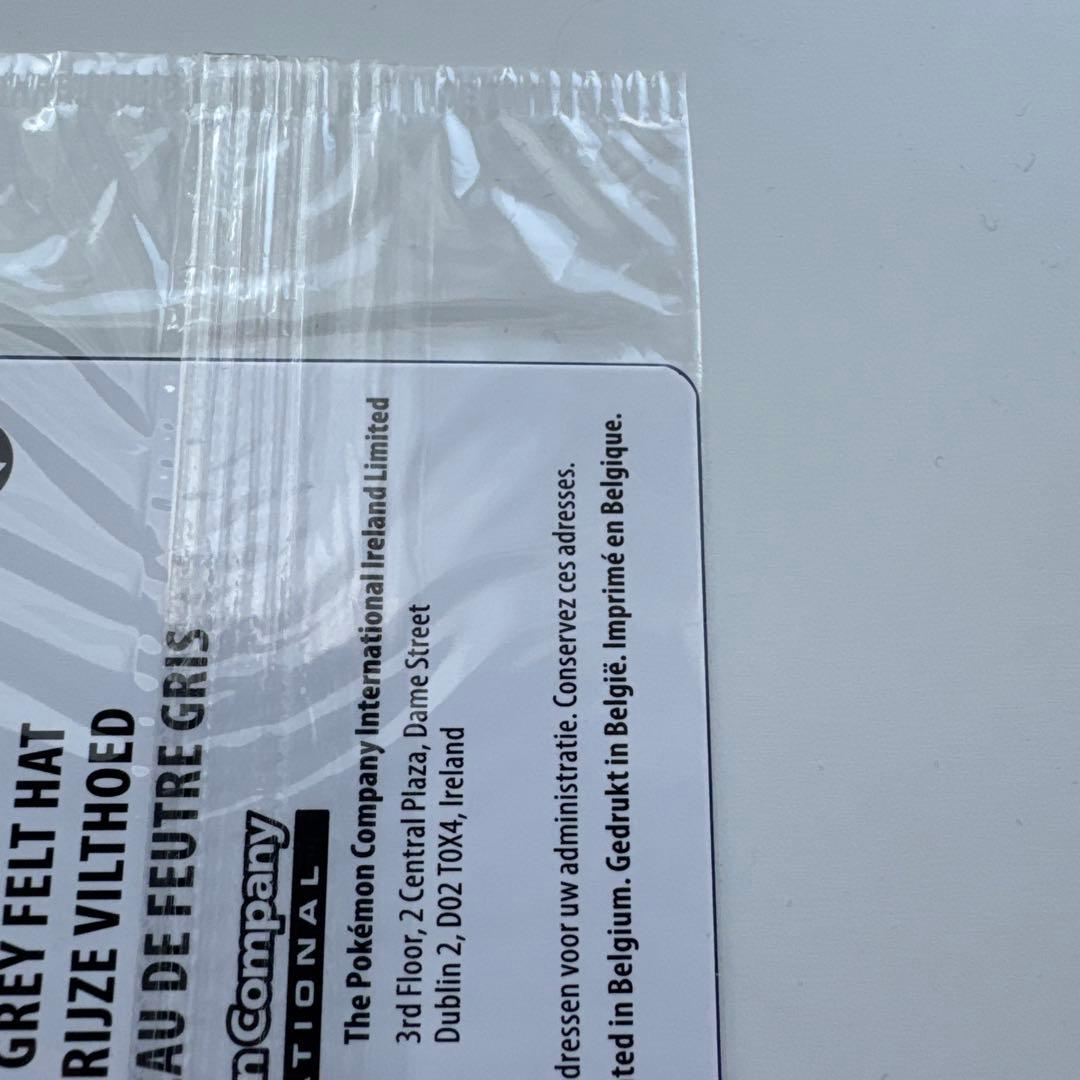 GREY FELT HAT
RIJZE VILTHOED
AU DE FEUTRE GRIS
n Company
TIONAL
The Pokémon Company International Ireland Limited
3rd Floor, 2 Central Plaza, Dame Street
Dublin 2, D02 T0X4, Ireland
dressen voor uw administratie. Conservez ces adresses.
ted in Belgium. Gedrukt in België. Imprimé en Belgique.